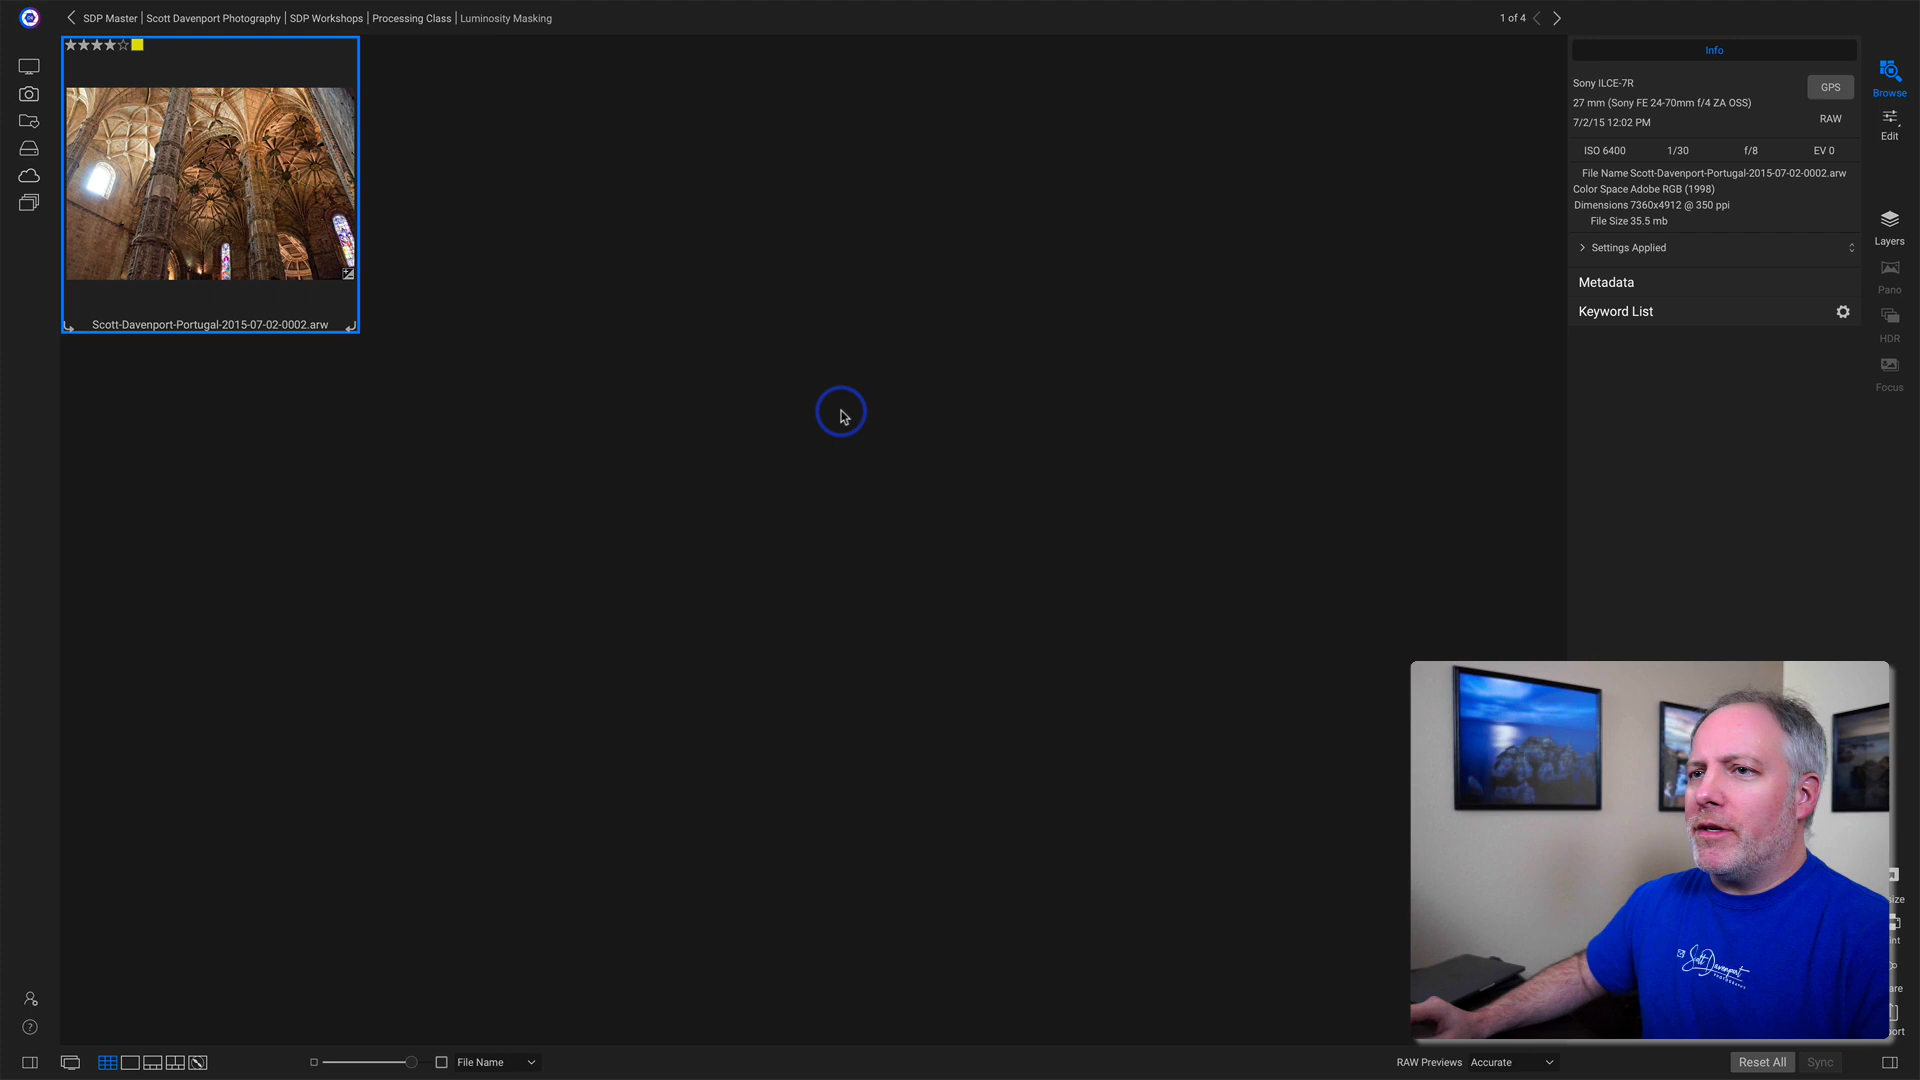 SDP Master | Scott Davenport Photography | SDP Workshops | Processing Class | Luminosity Masking
1 of 4
Info
Sony ILCE-7R
GPS
27 mm (Sony FE 24-70mm f/4 ZA OSS)
7/2/15 12:02 PM
RAW
ISO 6400 1/30 f/8 EV 0
File Name Scott-Davenport-Portugal-2015-07-02-0002.arw
Color Space Adobe RGB (1998)
Dimensions 7360x4912 @ 350 ppi
File Size 35.5 mb
Settings Applied
Metadata
Keyword List
Browse
Edit
Layers
Pano
HDR
Focus
Scott-Davenport-Portugal-2015-07-02-0002.arw
Scott Davenport
PHOTOGRAPHY
File Name
RAW Previews Accurate
Reset All
Sync